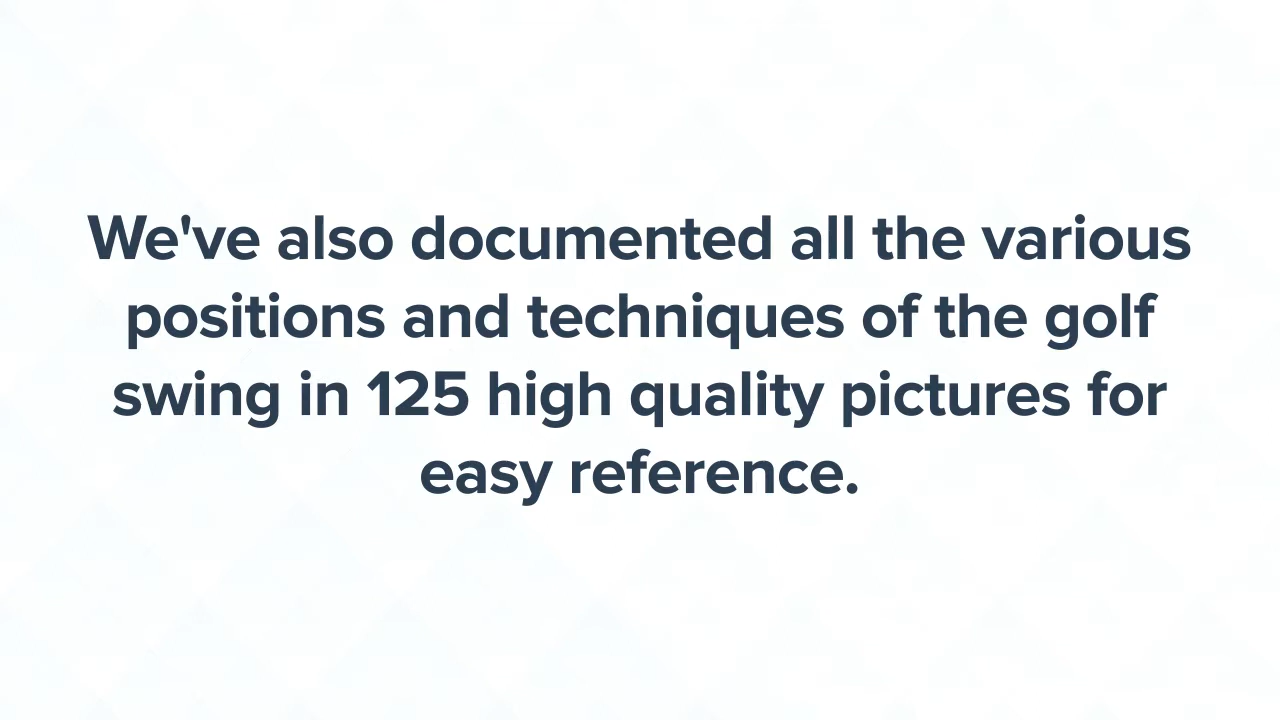 We've also documented all the various
positions and techniques of the golf
swing in 125 high quality pictures for
easy reference.